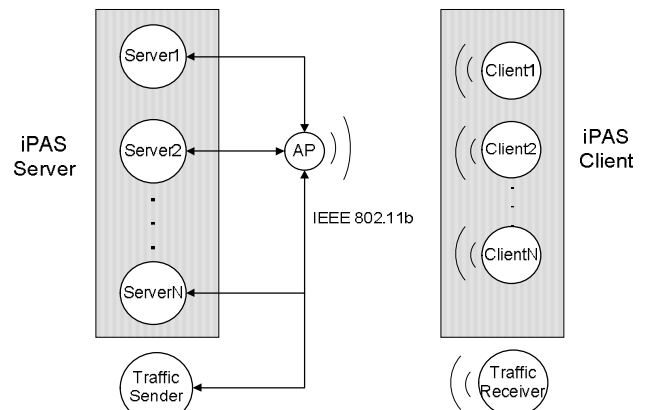 iPAS
Server
Server1
Server2
ServerN
Traffic
Sender
AP
IEEE 802.11b
Client1
Client2
ClientN
Traffic
Receiver
iPAS
Client